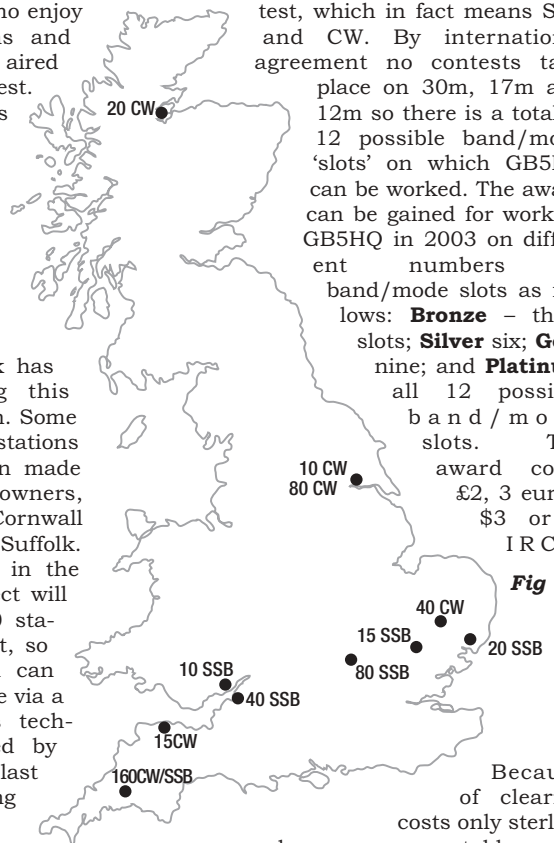 no enjoy
ns and
aired
est.
s
k has
g this
n. Some
stations
n made
owners,
Cornwall
Suffolk.
in the
ct will
sta-
t, so
can
e via a
s tech-
ed by
last
ng
test, which in fact means S
and CW. By internation
agreement no contests ta
place on 30m, 17m a
12m so there is a total
12 possible band/mo
'slots' on which GB5H
can be worked. The awa
can be gained for work
GB5HQ in 2003 on diff
ent numbers
band/mode slots as f
lows: Bronze – th
slots; Silver six; Go
nine; and Platinu
all 12 possi
band/mo
slots. T
award co
£2, 3 eur
$3 or
IRC
Fig
Becau
of clear
costs only sterl
20 CW
10 CW
80 CW
40 CW
15 SSB
20 SSB
80 SSB
10 SSB
40 SSB
15CW
160CW/SSB